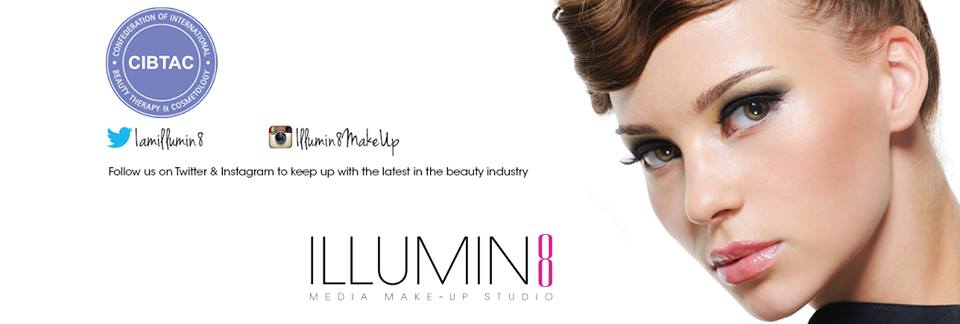 CONFEDERATION OF INTERNATIONAL
CIBTAC
BEAUTY THERAPY & COSMETOLOGY
Iamillumin8
Illumin8MakeUp
Follow us on Twitter & Instagram to keep up with the latest in the beauty industry
ILLUMIN8
MEDIA MAKE-UP STUDIO